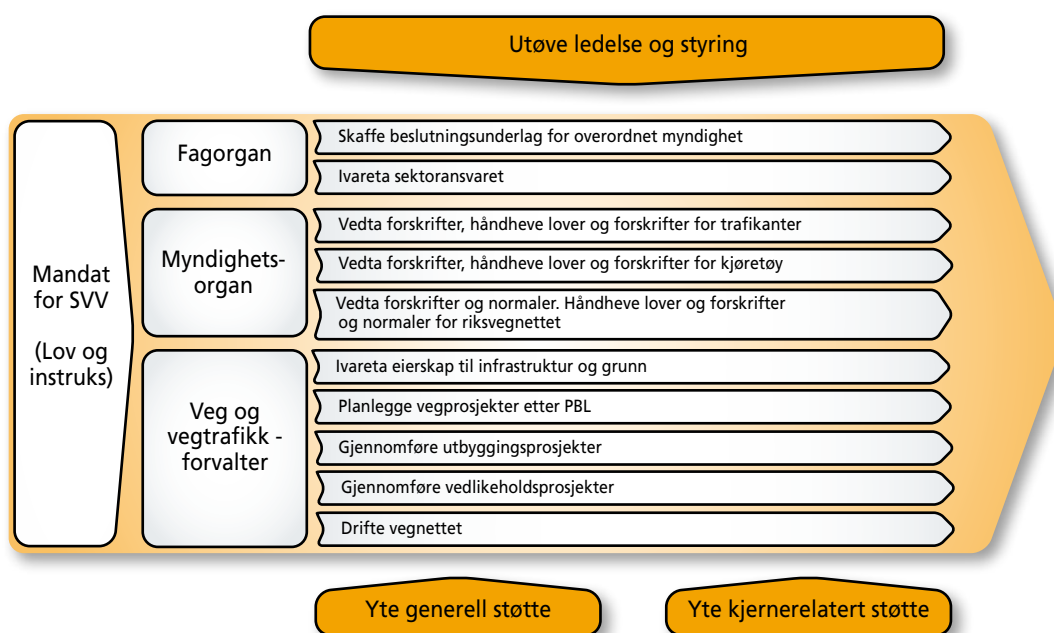 Utøve ledelse og styring
Mandat
for SVV
(Lov og
instruks)
Fagorgan
Skaffe beslutningsunderlag for overordnet myndighet
Ivareta sektoransvaret
Myndighets-
organ
Vedta forskrifter, håndheve lover og forskrifter for trafikanter
Vedta forskrifter, håndheve lover og forskrifter for kjøretøy
Vedta forskrifter og normaler. Håndheve lover og forskrifter
og normaler for riksvegnettet
Veg og
vegtrafikk -
forvalter
Ivareta eierskap til infrastruktur og grunn
Planlegge vegprosjekter etter PBL
Gjennomføre utbyggingsprosjekter
Gjennomføre vedlikeholdsprosjekter
Drifte vegnettet
Yte generell støtte
Yte kjernerelatert støtte